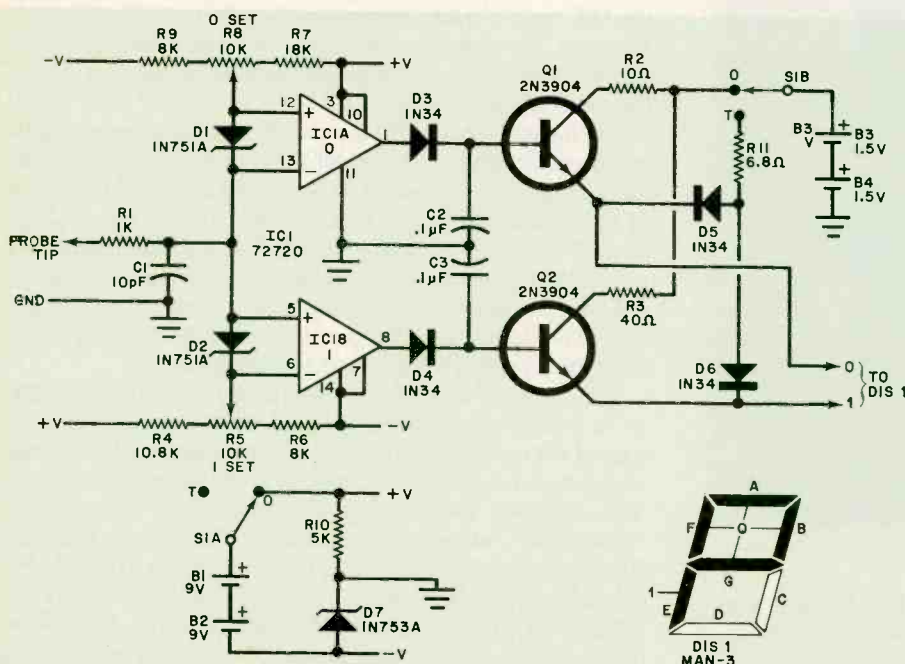 O SET
R9
8K
R8
10K
R7
18K
-V
+V
3
10
12
13
1
11
+
-
IC1A
0
D1
1N751A
D3
1N34
Q1
2N3904
R2
10Ω
0
S1B
T
R11
6.8Ω
B3
V
B3
1.5V
B4
1.5V
+
+
R1
1K
PROBE
TIP
C1
10pF
GND
IC1
72720
C2
.1µF
C3
.1µF
D5
1N34
Q2
2N3904
R3
40Ω
D2
1N751A
5
6
+
-
IC18
1
8
7
14
D4
1N34
D6
1N34
0
1
TO
DIS 1
+V
R4
10.8K
R5
10K
1 SET
R6
8K
-V
T
0
+V
S1A
R10
5K
B1
9V
+
B2
9V
+
D7
1N753A
-V
A
F
O
B
G
1
E
D
C
DIS 1
MAN-3